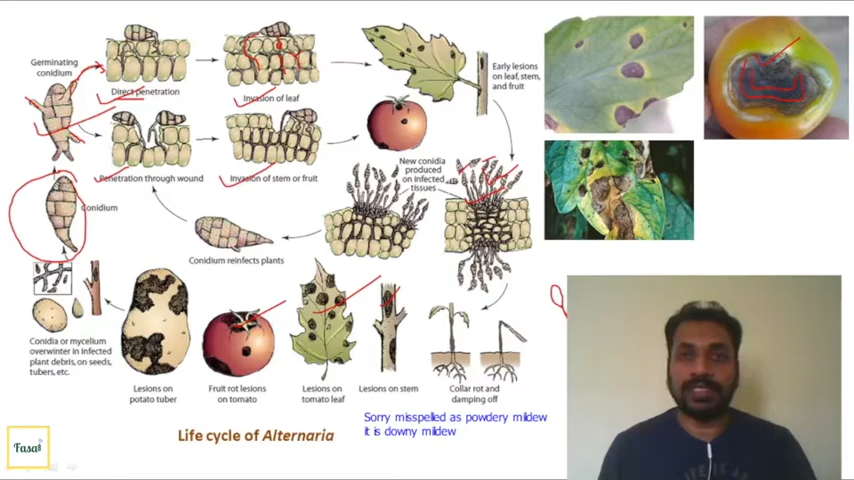 Germinating
conidium
Direct penetration
Invasion of leaf
Early lesions
on leaf, stem,
and fruit
Penetration through wound
Invasion of stem or fruit
New conidia
produced
on infected
tissues
Conidium
Conidium reinfects plants
Conidia or mycelium
overwinter in infected
plant debris, on seeds,
tubers, etc.
Lesions on
potato tuber
Fruit rot lesions
on tomato
Lesions on
tomato leaf
Lesions on stem
Collar rot and
damping off
Sorry misspelled as powdery mildew
it is downy mildew
Life cycle of Alternaria